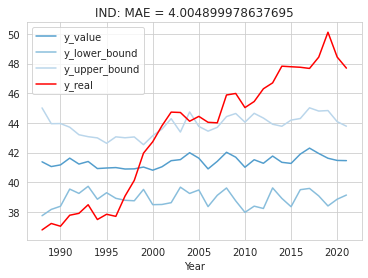 IND: MAE = 4.004899978637695
y_value
y_lower_bound
y_upper_bound
y_real
50
48
46
44
42
40
38
1990 1995 2000 2005 2010 2015 2020
Year